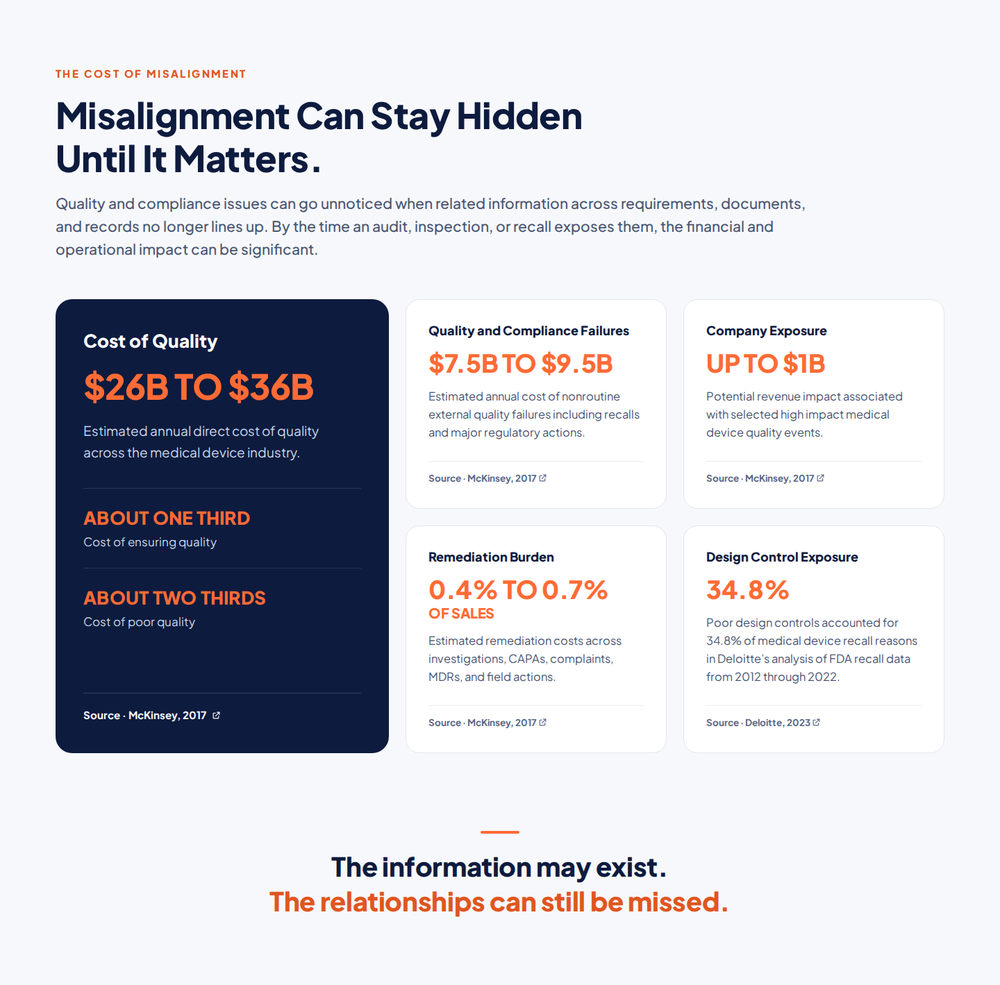 THE COST OF MISALIGNMENT
Misalignment Can Stay Hidden
Until It Matters.
Quality and compliance issues can go unnoticed when related information across requirements, documents,
and records no longer lines up. By the time an audit, inspection, or recall exposes them, the financial and
operational impact can be significant.
Cost of Quality
$26B TO $36B
Estimated annual direct cost of quality
across the medical device industry.
ABOUT ONE THIRD
Cost of ensuring quality
ABOUT TWO THIRDS
Cost of poor quality
Source · McKinsey, 2017
Quality and Compliance Failures
$7.5B TO $9.5B
Estimated annual cost of nonroutine
external quality failures including recalls
and major regulatory actions.
Source · McKinsey, 2017
Company Exposure
UP TO $1B
Potential revenue impact associated
with selected high impact medical
device quality events.
Source · McKinsey, 2017
Remediation Burden
0.4% TO 0.7%
OF SALES
Estimated remediation costs across
investigations, CAPAs, complaints,
MDRs, and field actions.
Source · McKinsey, 2017
Design Control Exposure
34.8%
Poor design controls accounted for
34.8% of medical device recall reasons
in Deloitte’s analysis of FDA recall data
from 2012 through 2022.
Source · Deloitte, 2023
The information may exist.
The relationships can still be missed.